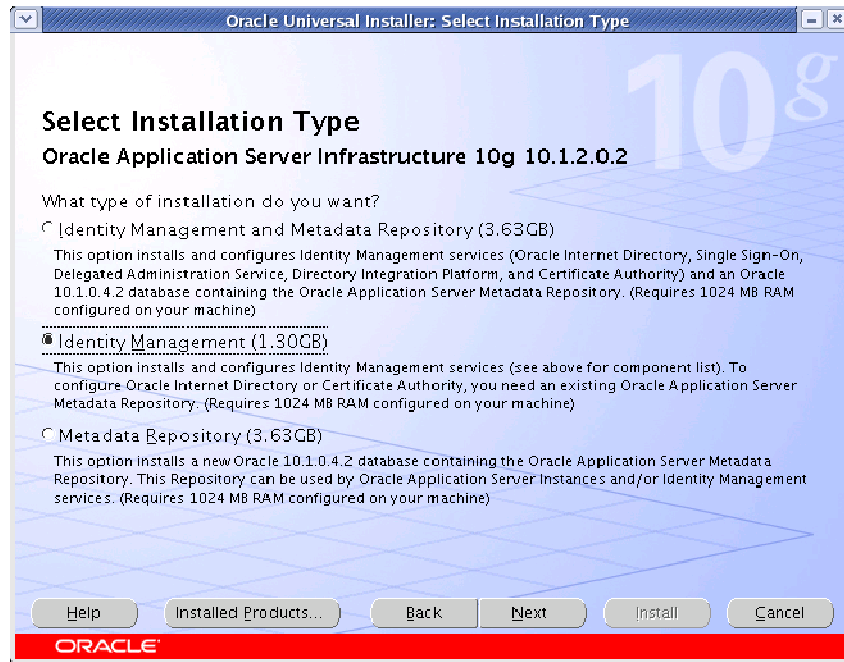 Oracle Universal Installer: Select Installation Type
10g
Select Installation Type
Oracle Application Server Infrastructure 10g 10.1.2.0.2
What type of installation do you want?
Identity Management and Metadata Repository (3.63GB)
This option installs and configures Identity Management services (Oracle Internet Directory, Single Sign-On,
Delegated Administration Service, Directory Integration Platform, and Certificate Authority) and an Oracle
10.1.0.4.2 database containing the Oracle Application Server Metadata Repository. (Requires 1024 MB RAM
configured on your machine)
Identity Management (1.30GB)
This option installs and configures Identity Management services (see above for component list). To
configure Oracle Internet Directory or Certificate Authority, you need an existing Oracle Application Server
Metadata Repository. (Requires 1024 MB RAM configured on your machine)
Metadata Repository (3.63GB)
This option installs a new Oracle 10.1.0.4.2 database containing the Oracle Application Server Metadata
Repository. This Repository can be used by Oracle Application Server Instances and/or Identity Management
services. (Requires 1024 MB RAM configured on your machine)
Help Installed Products... Back Next Install Cancel
ORACLE